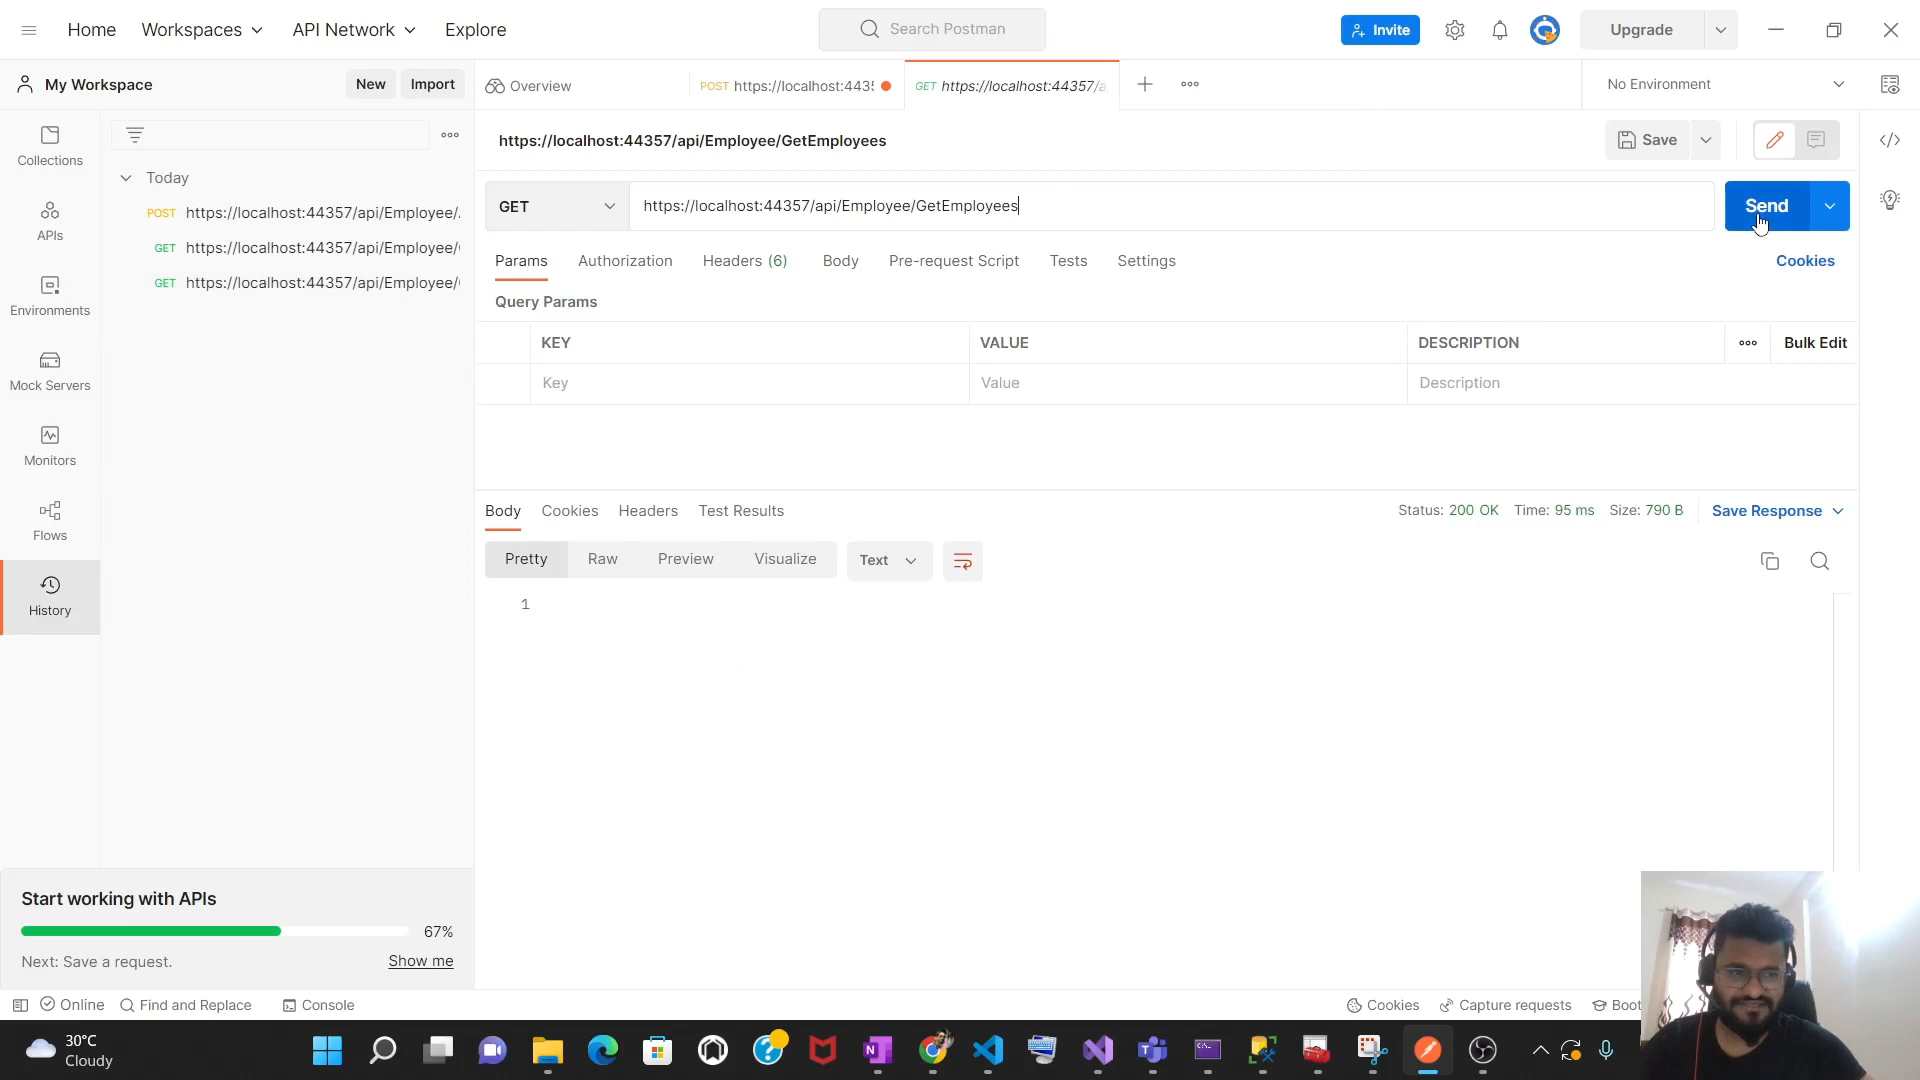 Home
Workspaces
API Network
Explore
Search Postman
Invite
Upgrade
My Workspace
New
Import
Overview
POST https://localhost:4435
GET https://localhost:44357/a
No Environment
Collections
APIs
Environments
Mock Servers
Monitors
Flows
History
Today
POST https://localhost:44357/api/Employee/.
GET https://localhost:44357/api/Employee/
GET https://localhost:44357/api/Employee/
https://localhost:44357/api/Employee/GetEmployees
Save
GET
https://localhost:44357/api/Employee/GetEmployees
Send
Params
Authorization
Headers (6)
Body
Pre-request Script
Tests
Settings
Cookies
Query Params
KEY
VALUE
DESCRIPTION
Bulk Edit
Key
Value
Description
Body
Cookies
Headers
Test Results
Status: 200 OK
Time: 95 ms
Size: 790 B
Save Response
Pretty
Raw
Preview
Visualize
Text
1
Start working with APIs
67%
Next: Save a request.
Show me
Online
Find and Replace
Console
Cookies
Capture requests
Boot
30°C
Cloudy